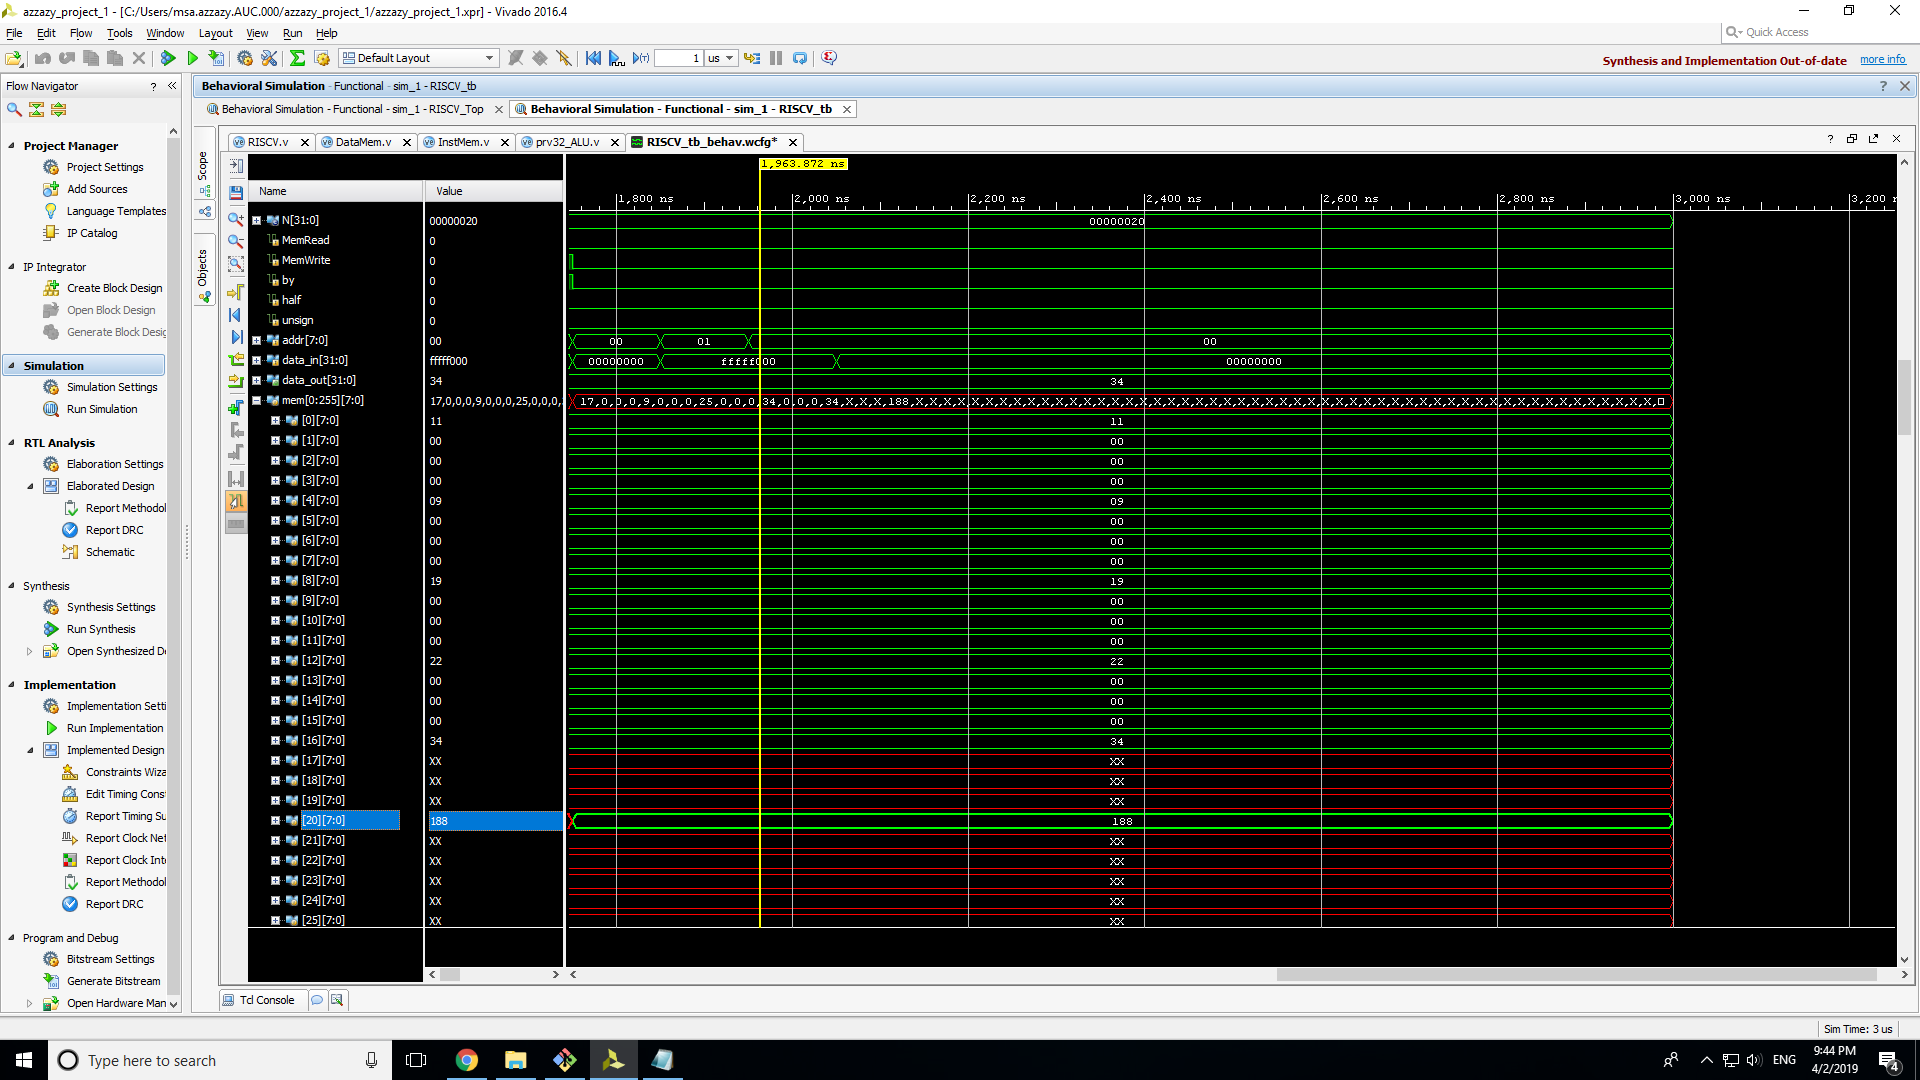 azzazy_project_1 - [C:/Users/msa.azzazy.AUC.000/azzazy_project_1/azzazy_project_1.xpr] - Vivado 2016.4
File Edit Flow Tools Window Layout View Run Help
Quick Access
Default Layout
1 us
Synthesis and Implementation Out-of-date more info
Flow Navigator ? «
Behavioral Simulation - Functional - sim_1 - RISCV_tb
Behavioral Simulation - Functional - sim_1 - RISCV_Top
Behavioral Simulation - Functional - sim_1 - RISCV_tb
RISCV.v DataMem.v InstMem.v prv32_ALU.v RISCV_tb_behav.wcfg*
Project Manager
Project Settings
Add Sources
Language Templates
IP Catalog
IP Integrator
Create Block Design
Open Block Design
Generate Block Desig
Simulation
Simulation Settings
Run Simulation
RTL Analysis
Elaboration Settings
Elaborated Design
Report Methodol
Report DRC
Schematic
Synthesis
Synthesis Settings
Run Synthesis
Open Synthesized De
Implementation
Implementation Setti
Run Implementation
Implemented Design
Constraints Wiza
Edit Timing Cons
Report Timing Su
Report Clock Net
Report Clock Inte
Report Methodol
Report DRC
Program and Debug
Bitstream Settings
Generate Bitstream
Open Hardware Man
Scope
Objects
1,963.872 ns
Name Value
1,800 ns 2,000 ns 2,200 ns 2,400 ns 2,600 ns 2,800 ns 3,000 ns 3,200 n
N[31:0] 00000020 00000020
MemRead 0
MemWrite 0
by 0
half 0
unsign 0
addr[7:0] 00 00 01 00
data_in[31:0] fffff000 00000000 fffff000 00000000
data_out[31:0] 34 34
mem[0:255][7:0] 17,0,0,0,9,0,0,0,25,0,0,0, 17,0,0,0,9,0,0,0,25,0,0,0,34,0,0,0,34,X,X,X,188,X,X,X,X,X,X,X,X,X,X,X,X,X,X,X,X,X,X,X,X,X,X,X,X,X,X,X,X,X,X,X,X,X,X,X,X,X,X,X,X,X,X,X,X,X,X,
[0][7:0] 11 11
[1][7:0] 00 00
[2][7:0] 00 00
[3][7:0] 00 00
[4][7:0] 09 09
[5][7:0] 00 00
[6][7:0] 00 00
[7][7:0] 00 00
[8][7:0] 19 19
[9][7:0] 00 00
[10][7:0] 00 00
[11][7:0] 00 00
[12][7:0] 22 22
[13][7:0] 00 00
[14][7:0] 00 00
[15][7:0] 00 00
[16][7:0] 34 34
[17][7:0] XX XX
[18][7:0] XX XX
[19][7:0] XX XX
[20][7:0] 188 188
[21][7:0] XX XX
[22][7:0] XX XX
[23][7:0] XX XX
[24][7:0] XX XX
[25][7:0] XX XX
Tcl Console
Sim Time: 3 us
Type here to search
ENG
9:44 PM
4/2/2019
4